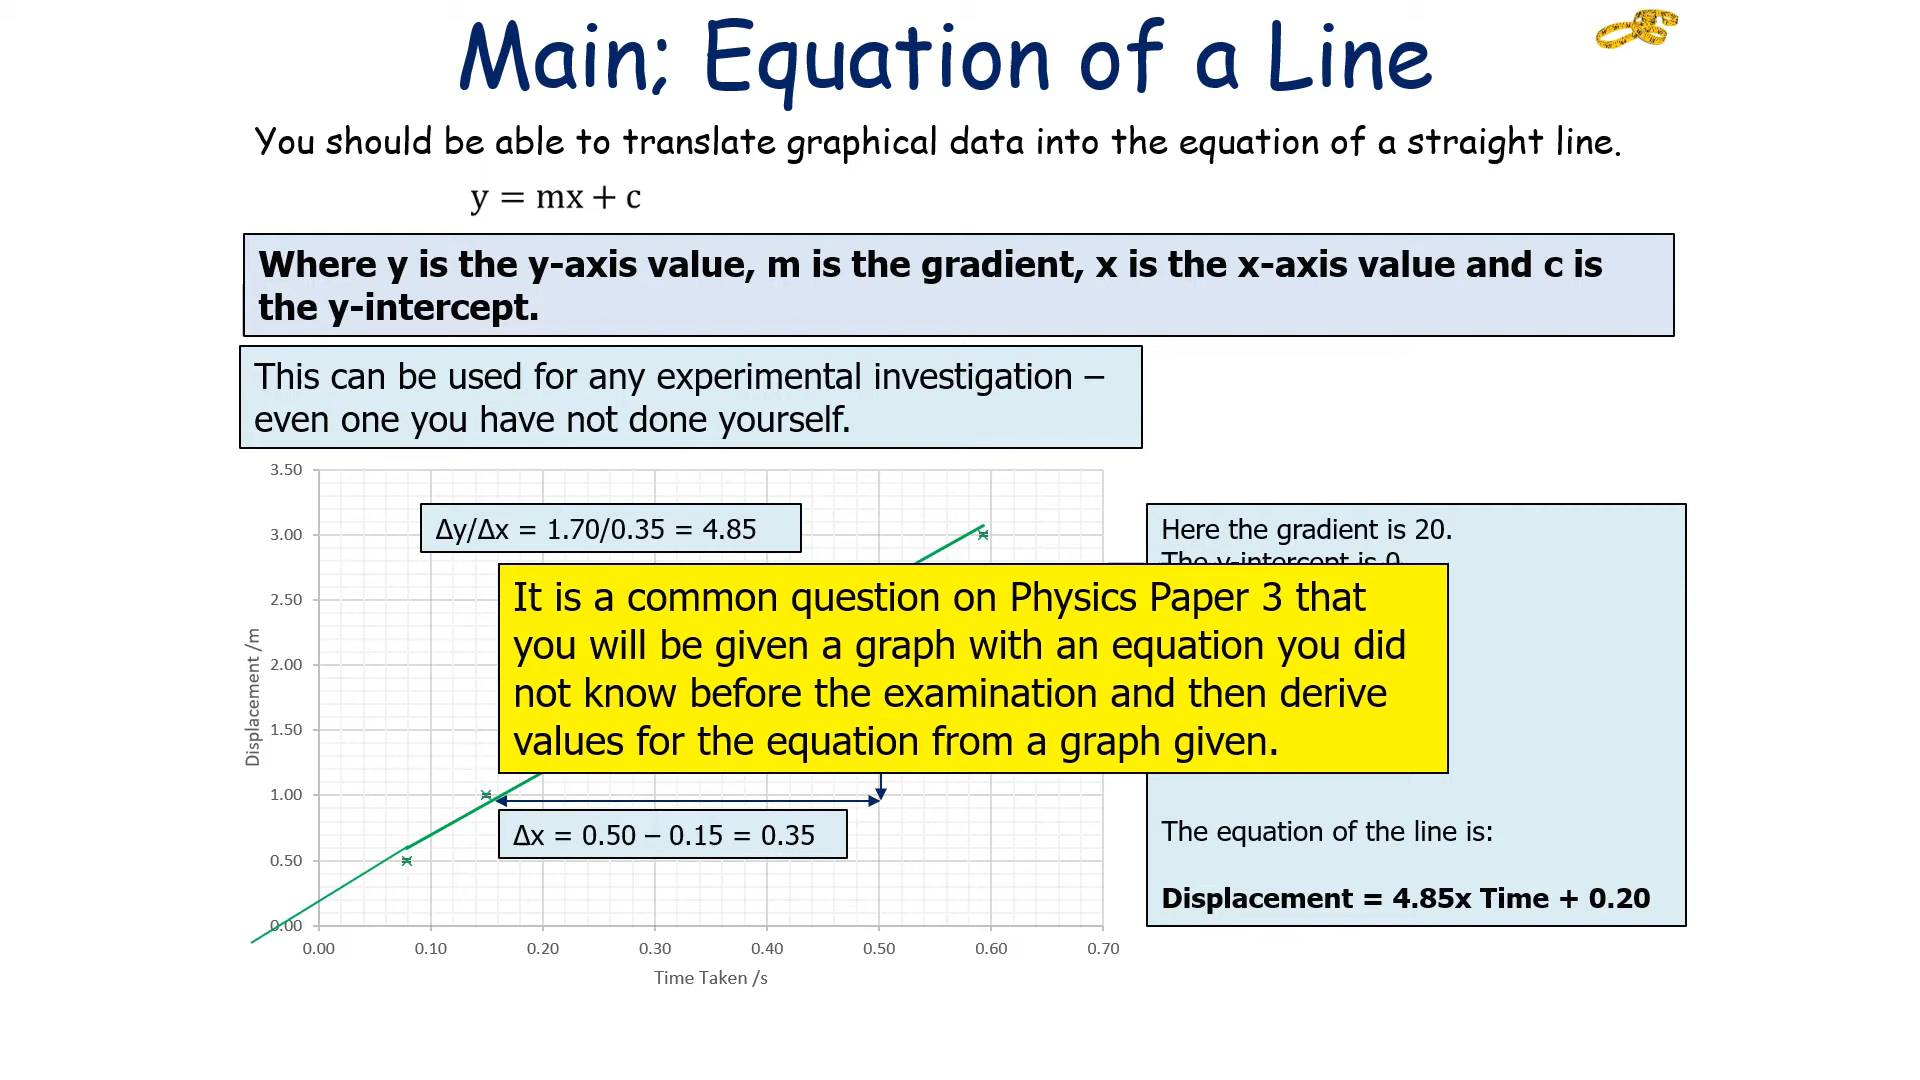 Main; Equation of a Line
You should be able to translate graphical data into the equation of a straight line.
y = mx + c
Where y is the y-axis value, m is the gradient, x is the x-axis value and c is
the y-intercept.
This can be used for any experimental investigation –
even one you have not done yourself.
3.50
3.00
2.50
2.00
1.50
1.00
0.50
0.00
Displacement /m
Δy/Δx = 1.70/0.35 = 4.85
Here the gradient is 20.
The y-intercept is 0
It is a common question on Physics Paper 3 that
you will be given a graph with an equation you did
not know before the examination and then derive
values for the equation from a graph given.
Δx = 0.50 – 0.15 = 0.35
The equation of the line is:
Displacement = 4.85x Time + 0.20
0.00 0.10 0.20 0.30 0.40 0.50 0.60 0.70
Time Taken /s